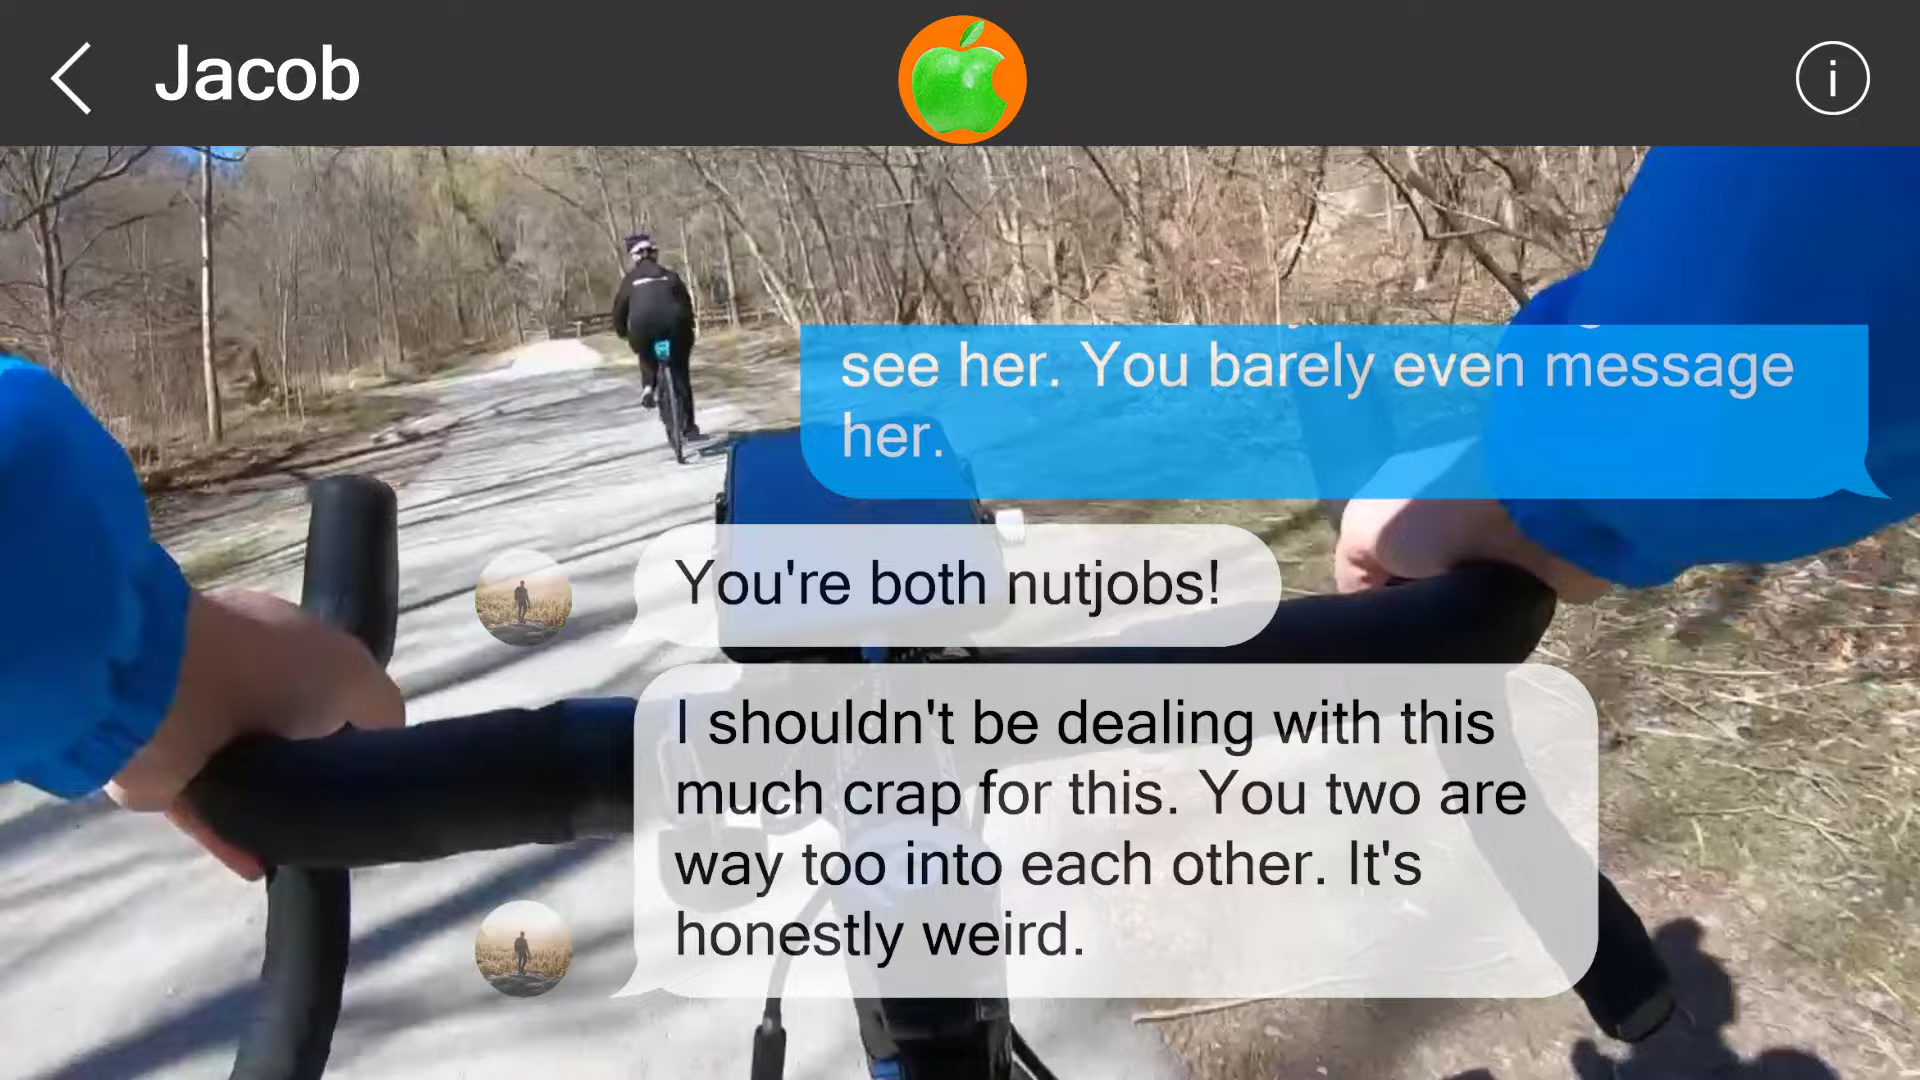 Jacob
see her. You barely even message
her.
You're both nutjobs!
I shouldn't be dealing with this
much crap for this. You two are
way too into each other. It's
honestly weird.